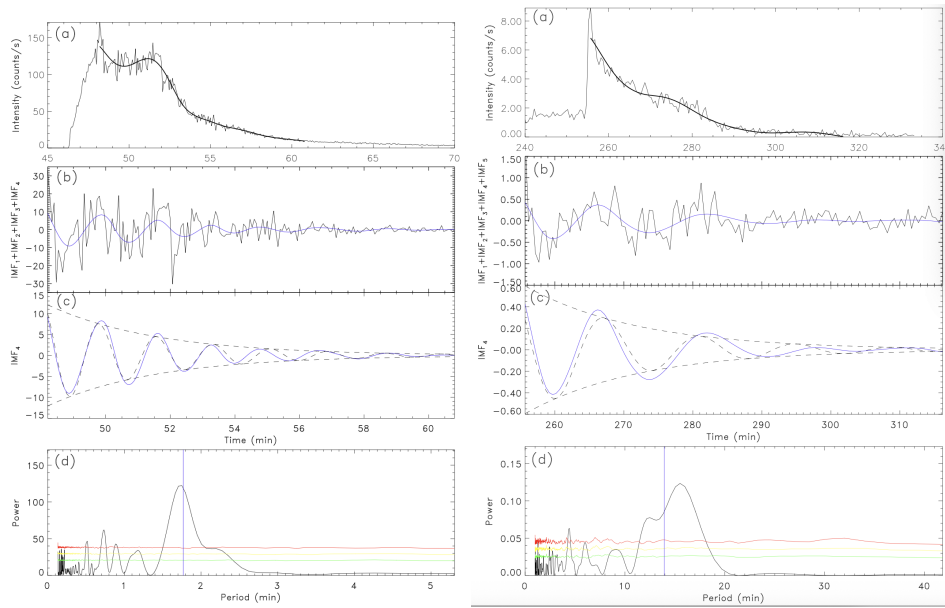 (a)
Intensity (counts/s)
150
100
50
0
45 50 55 60 65 70
(b)
IMF₁+IMF₂+IMF₃+IMF₄
30
20
10
0
−10
−20
−30
(c)
IMF₄
15
10
5
0
−5
−10
−15
50 52 54 56 58 60
Time (min)
(d)
Power
150
100
50
0
0 1 2 3 4 5
Period (min)
(a)
Intensity (counts/s)
8.00
6.00
4.00
2.00
0.00
240 260 280 300 320 340
(b)
IMF₁+IMF₂+IMF₃+IMF₄+IMF₅
1.50
1.00
0.50
0.00
−0.50
−1.00
−1.50
(c)
IMF₄
0.60
0.40
0.20
−0.00
−0.20
−0.40
−0.60
260 270 280 290 300 310
Time (min)
(d)
Power
0.15
0.10
0.05
0.00
0 10 20 30 40
Period (min)